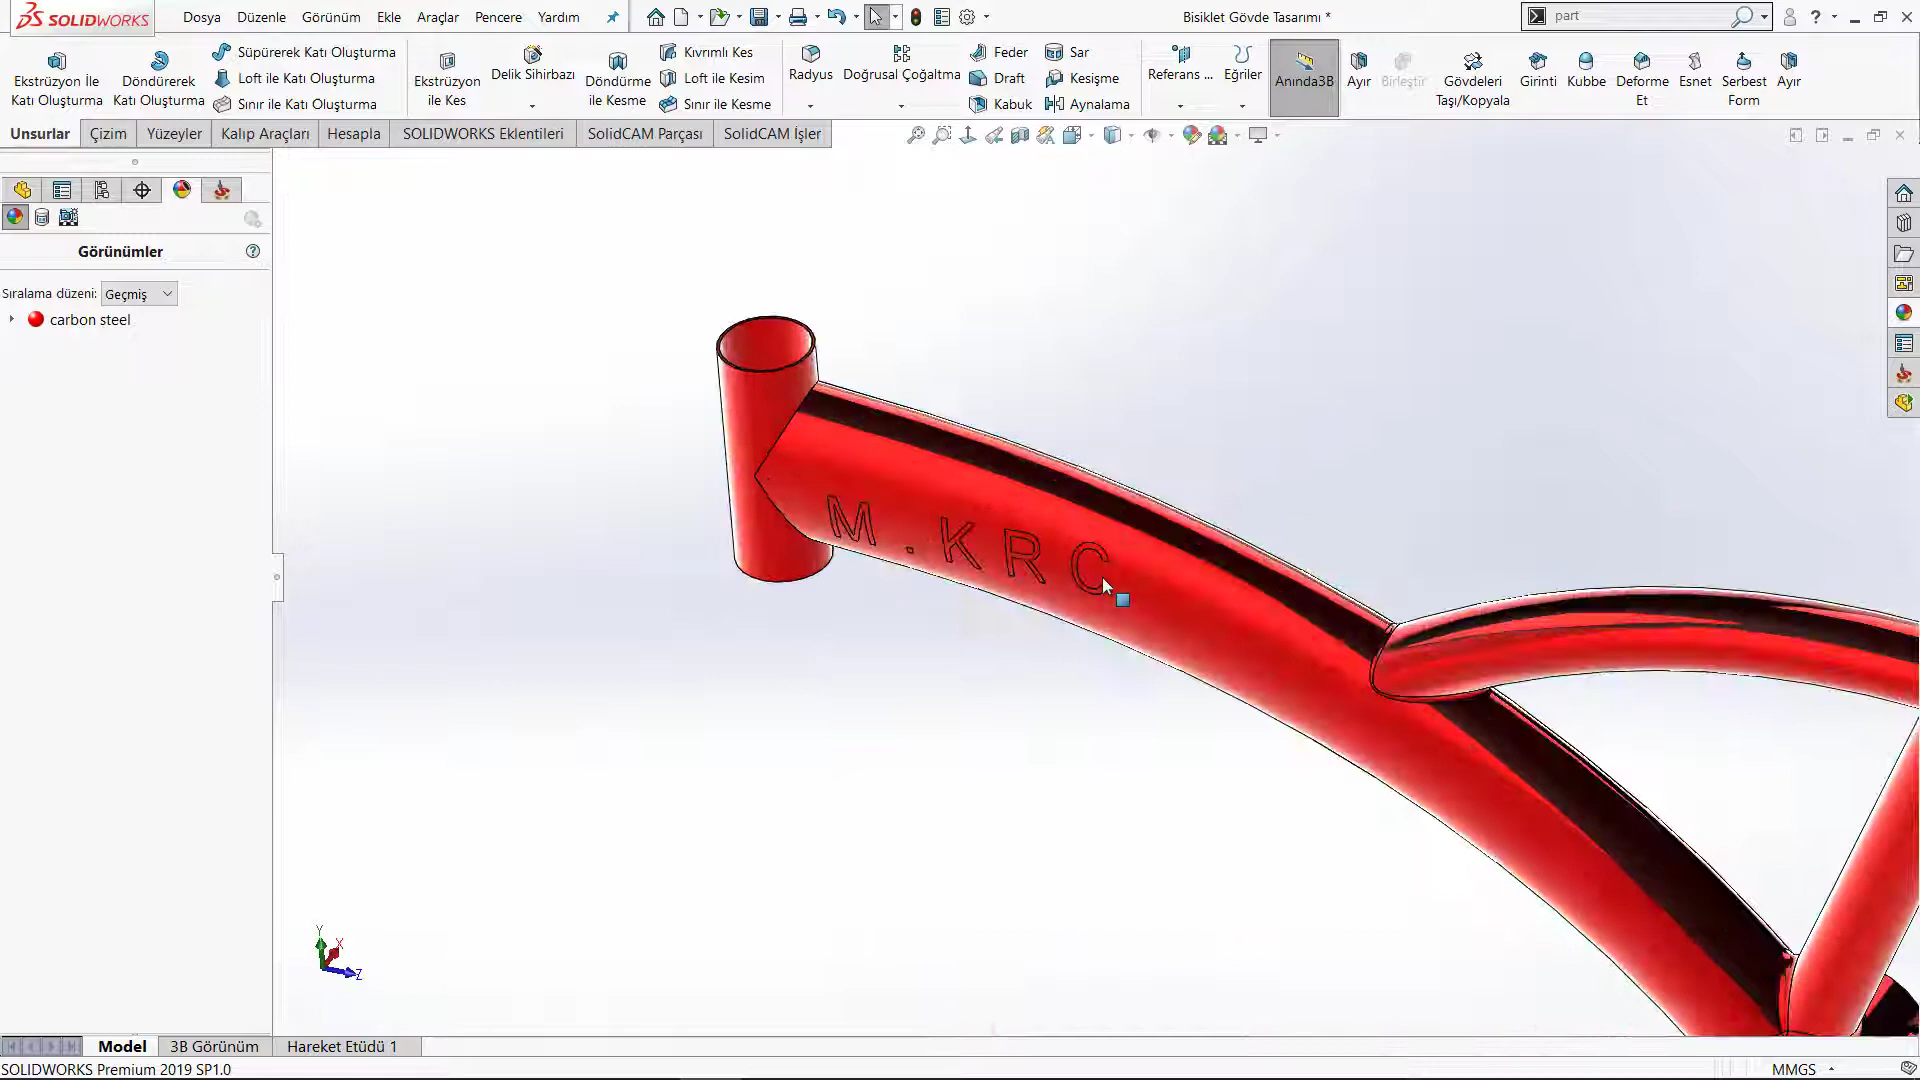 SOLIDWORKS
Dosya Düzenle Görünüm Ekle Araçlar Pencere Yardım
Bisiklet Gövde Tasarımı *
part
Ekstrüzyon İle Katı Oluşturma
Döndürerek Katı Oluşturma
Süpürerek Katı Oluşturma
Loft ile Katı Oluşturma
Sınır ile Katı Oluşturma
Ekstrüzyon ile Kes
Delik Sihirbazı
Döndürme ile Kesme
Kıvrımlı Kes
Loft ile Kesim
Sınır ile Kesme
Radyus
Doğrusal Çoğaltma
Feder
Draft
Kabuk
Sar
Kesişme
Aynalama
Referans ...
Eğriler
Anında3B
Ayır
Birleştir
Gövdeleri Taşı/Kopyala
Girinti
Kubbe
Deforme Et
Esnet
Serbest Form
Ayır
Unsurlar Çizim Yüzeyler Kalıp Araçları Hesapla SOLIDWORKS Eklentileri SolidCAM Parçası SolidCAM İşler
Görünümler
Sıralama düzeni: Geçmiş
carbon steel
M.KRC
Y
X
Z
Model 3B Görünüm Hareket Etüdü 1
SOLIDWORKS Premium 2019 SP1.0
MMGS